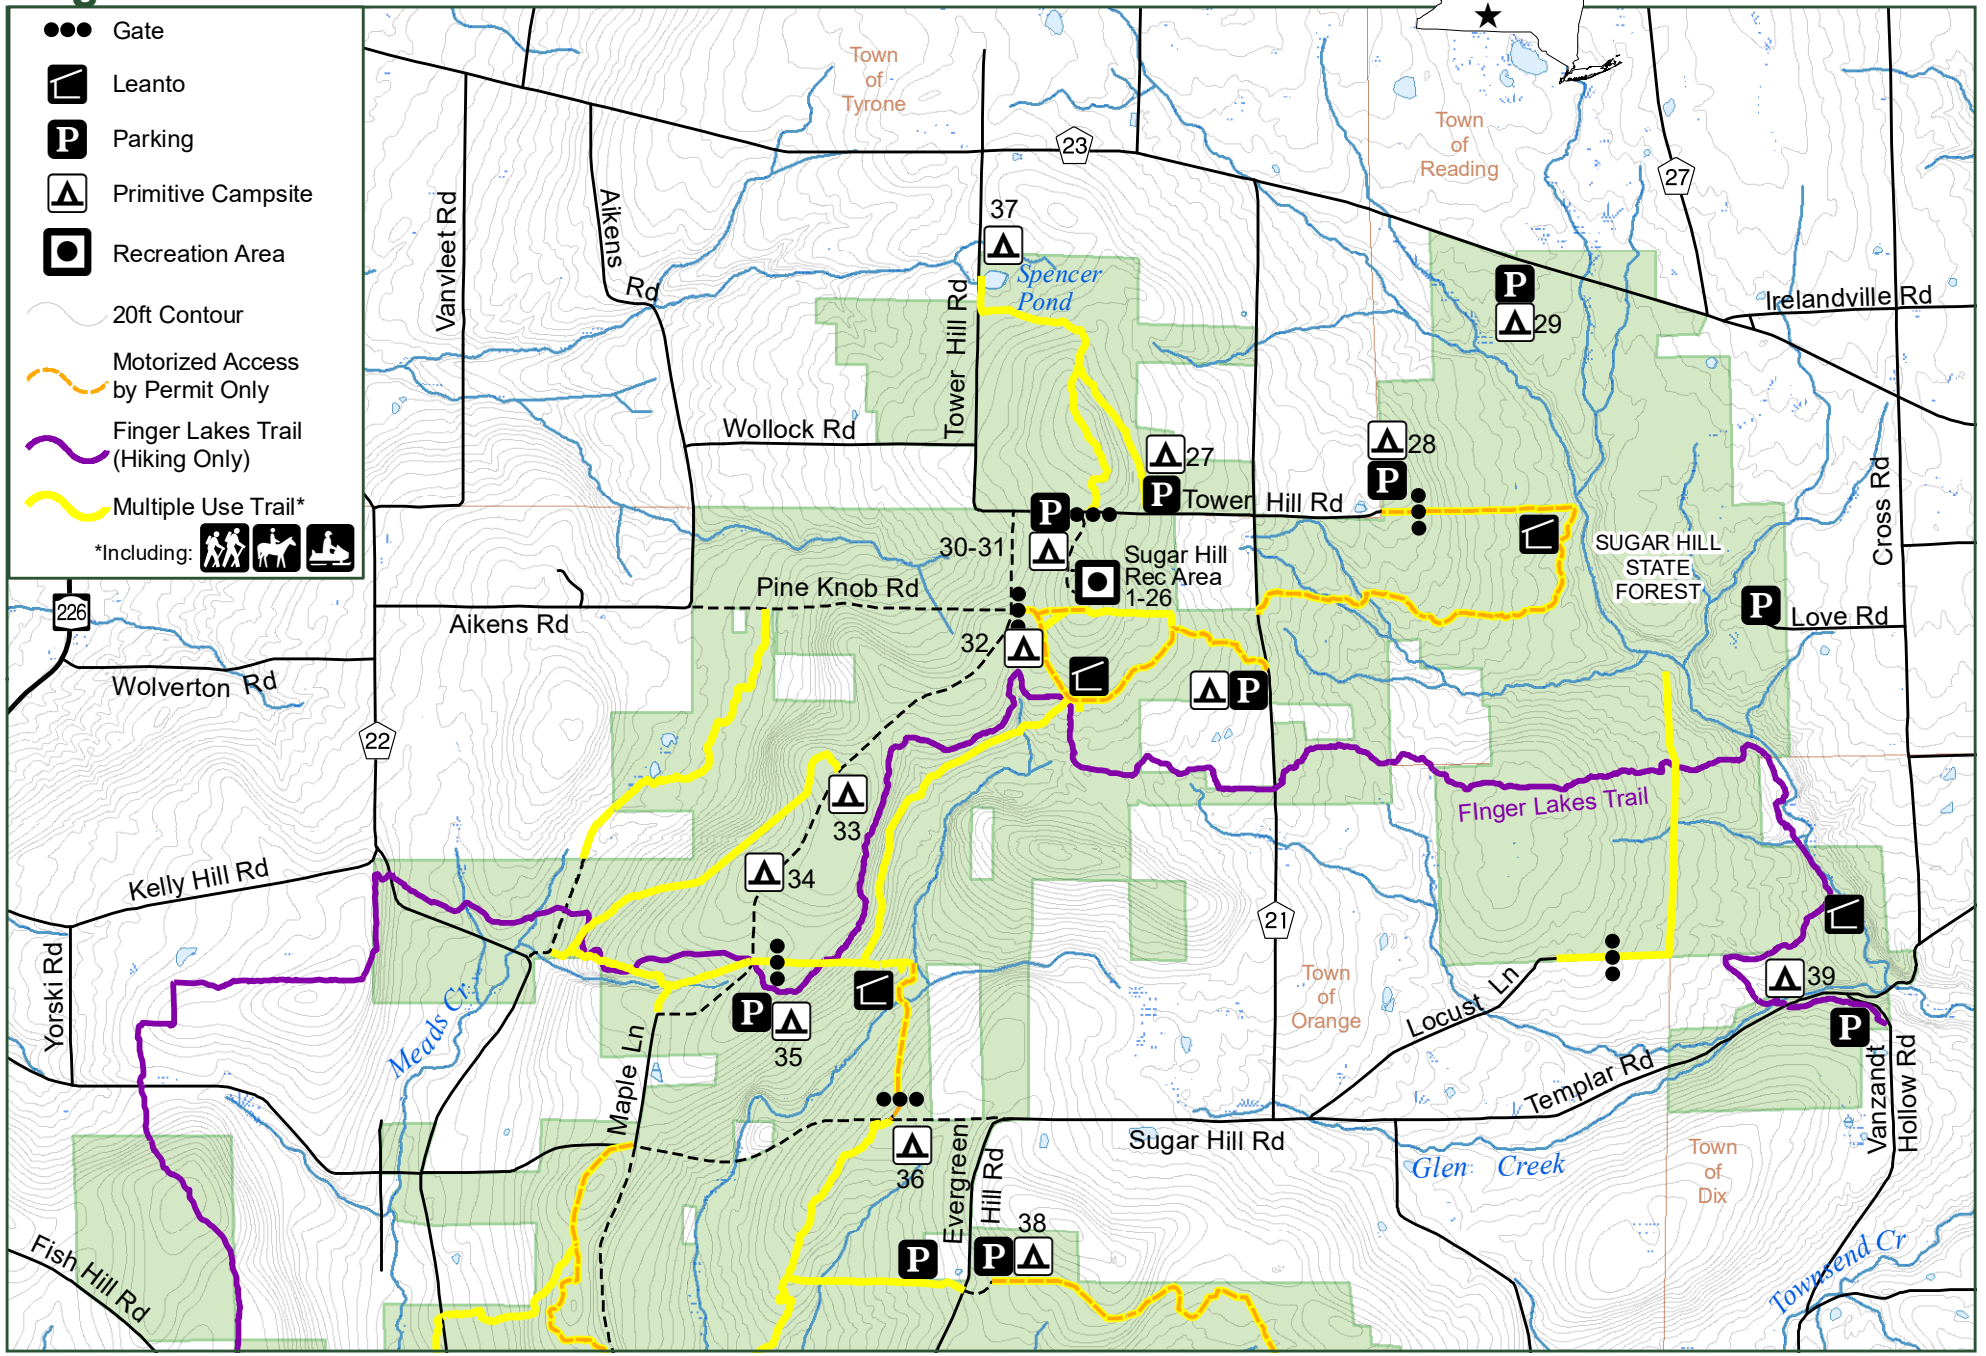 Gate
Leanto
P
Parking
Primitive Campsite
Recreation Area
20ft Contour
Motorized Access
by Permit Only
Finger Lakes Trail
(Hiking Only)
Multiple Use Trail*
*Including:
Town
of
Tyrone
23
Town
of
Reading
27
Vanvleet Rd
Aikens
Rd
37
Spencer
Pond
Tower Hill Rd
P
29
Irelandville Rd
Wollock Rd
27
P
Tower Hill Rd
28
P
Cross Rd
P
30-31
Sugar Hill
Rec Area
1-26
SUGAR HILL
STATE
FOREST
Pine Knob Rd
226
Aikens Rd
32
P
Love Rd
Wolverton Rd
P
22
33
FInger Lakes Trail
Kelly Hill Rd
34
21
Yorski Rd
Meads Cr
P
35
Maple Ln
Town
of
Orange
Locust Ln
39
P
Templar Rd
Vanzandt
Hollow Rd
Sugar Hill Rd
36
Evergreen
Hill Rd
Glen Creek
Town
of
Dix
Fish Hill Rd
P
P
38
Townsend Cr